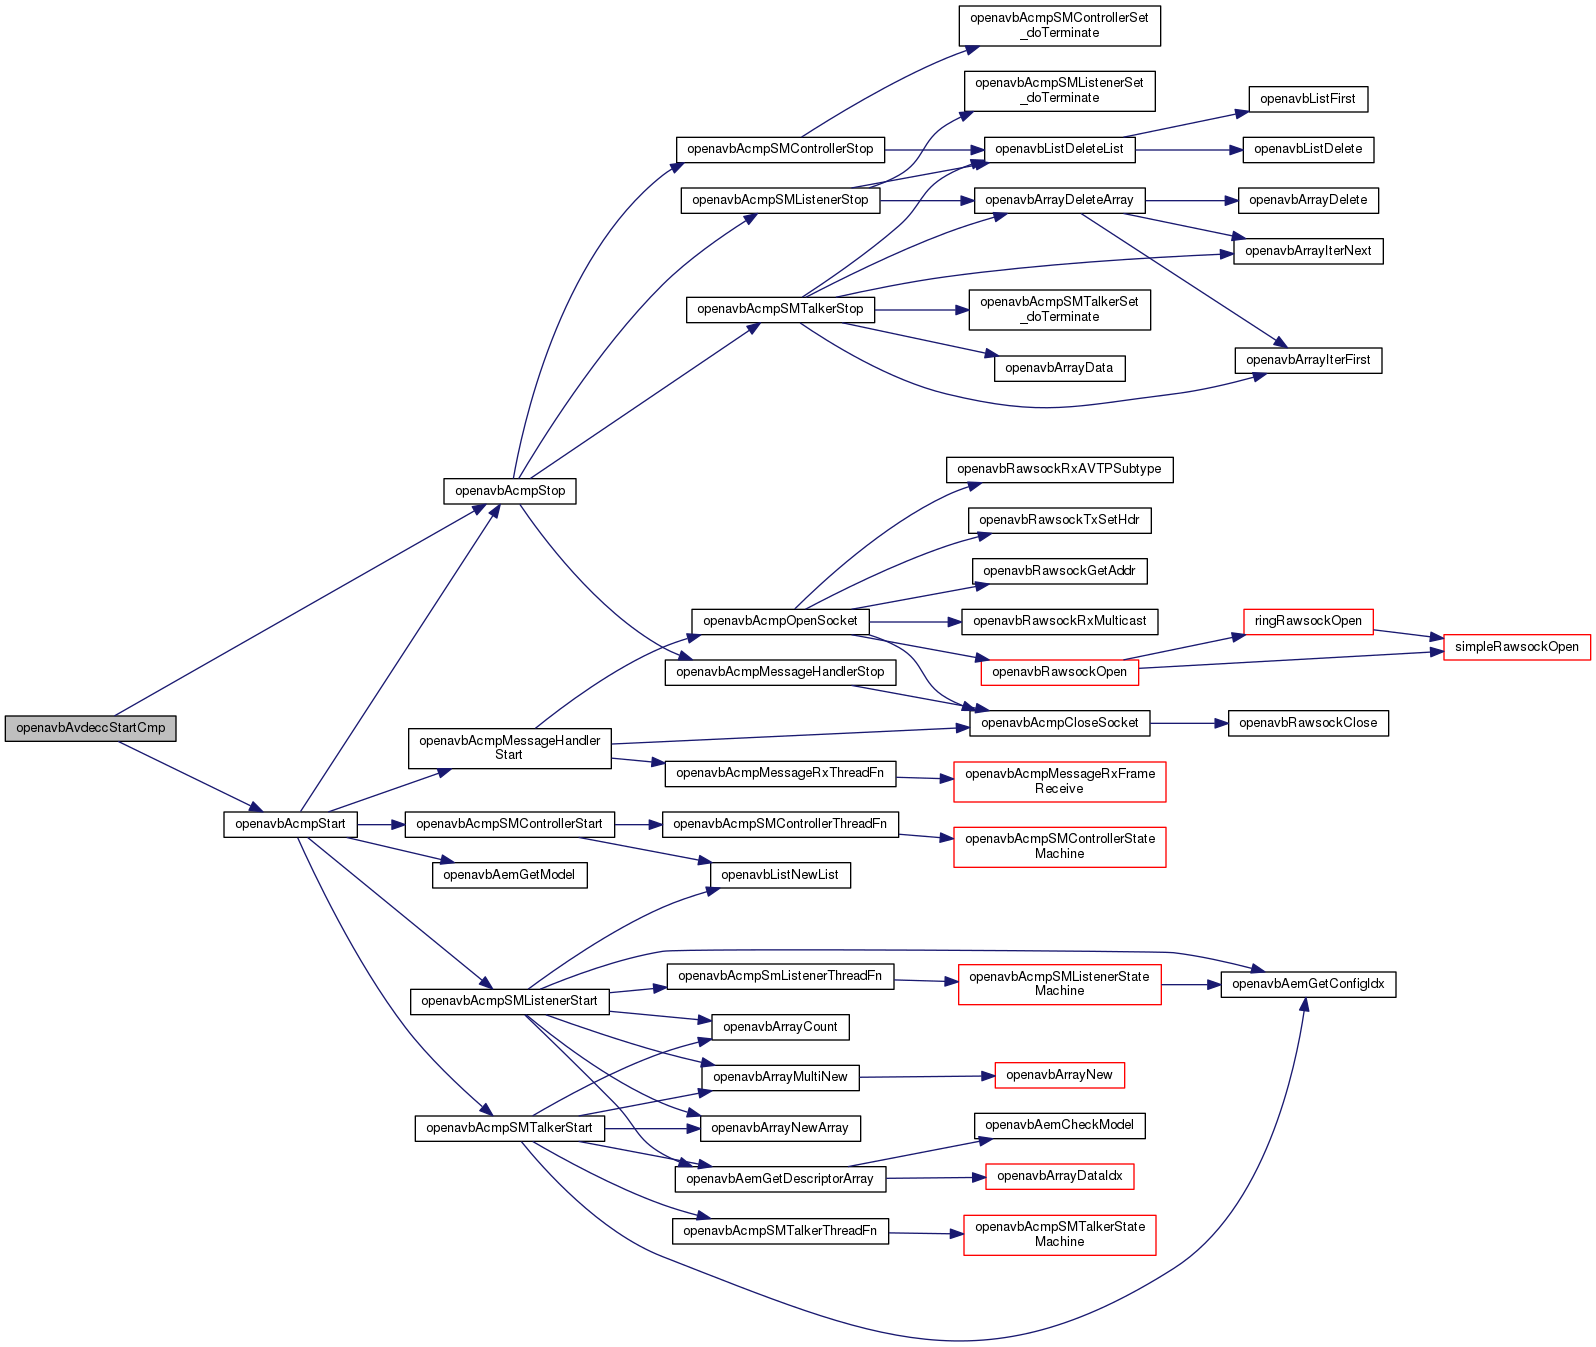 openavbAcmpSMControllerSet
_doTerminate
openavbAcmpSMListenerSet
_doTerminate
openavbListFirst
openavbAcmpSMControllerStop
openavbListDeleteList
openavbListDelete
openavbAcmpSMListenerStop
openavbArrayDeleteArray
openavbArrayDelete
openavbArrayIterNext
openavbAcmpSMTalkerStop
openavbAcmpSMTalkerSet
_doTerminate
openavbArrayData
openavbArrayIterFirst
openavbAcmpStop
openavbRawsockRxAVTPSubtype
openavbRawsockTxSetHdr
openavbRawsockGetAddr
openavbAcmpOpenSocket
openavbRawsockRxMulticast
ringRawsockOpen
simpleRawsockOpen
openavbAcmpMessageHandlerStop
openavbRawsockOpen
openavbAvdeccStartCmp
openavbAcmpCloseSocket
openavbRawsockClose
openavbAcmpMessageHandler
Start
openavbAcmpMessageRxThreadFn
openavbAcmpMessageRxFrame
Receive
openavbAcmpStart
openavbAcmpSMControllerStart
openavbAcmpSMControllerThreadFn
openavbAcmpSMControllerState
Machine
openavbAemGetModel
openavbListNewList
openavbAcmpSMListenerStart
openavbAcmpSmListenerThreadFn
openavbAcmpSMListenerState
Machine
openavbAemGetConfigIdx
openavbArrayCount
openavbArrayMultiNew
openavbArrayNew
openavbAcmpSMTalkerStart
openavbArrayNewArray
openavbAemCheckModel
openavbAemGetDescriptorArray
openavbArrayDataIdx
openavbAcmpSMTalkerThreadFn
openavbAcmpSMTalkerState
Machine